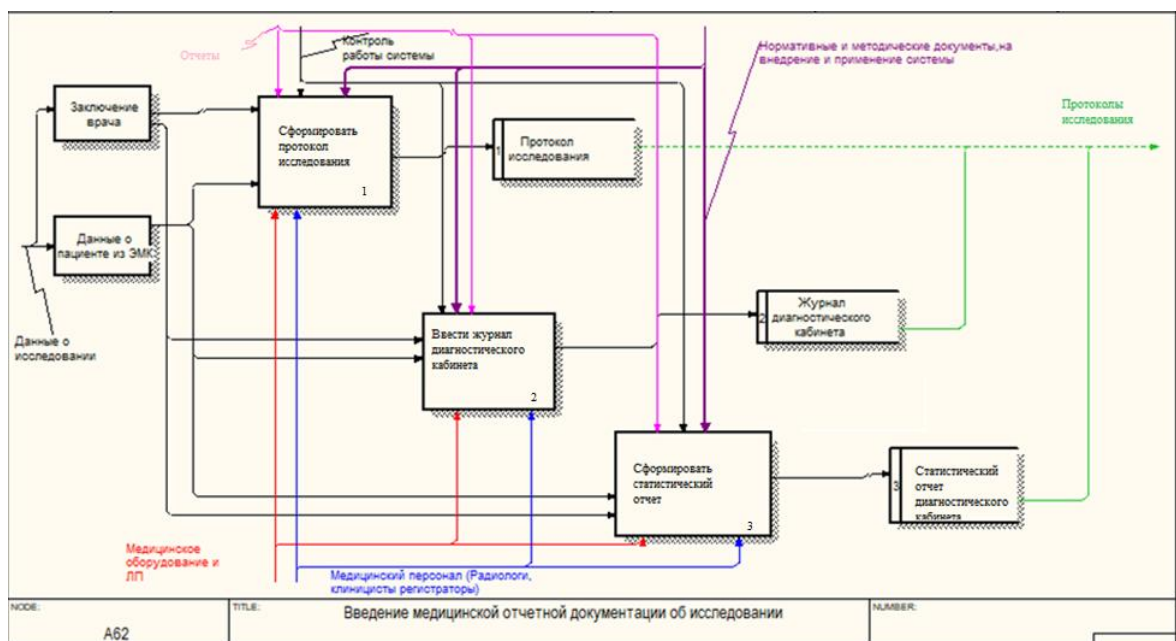 Отчеты
Контроль
работы системы
Нормативные и методические документы,на
внедрение и применение системы
Протоколы
исследования
Заключение
врача
Сформировать
протокол
исследования
1
1
Протокол
исследования
Данные о
пациенте из ЭМК
Данные о
исследовании
Ввести журнал
диагностического
кабинета
2
2
Журнал
диагностического
кабинета
Сформировать
статистический
отчет
3
3
Статистический
отчет
диагностического
кабинета
Медицинское
оборудование и
ЛП
Медицинский персонал (Радиологи,
клиницисты регистраторы)
NODE:
A62
TITLE:
Введение медицинской отчетной документации об исследовании
NUMBER: